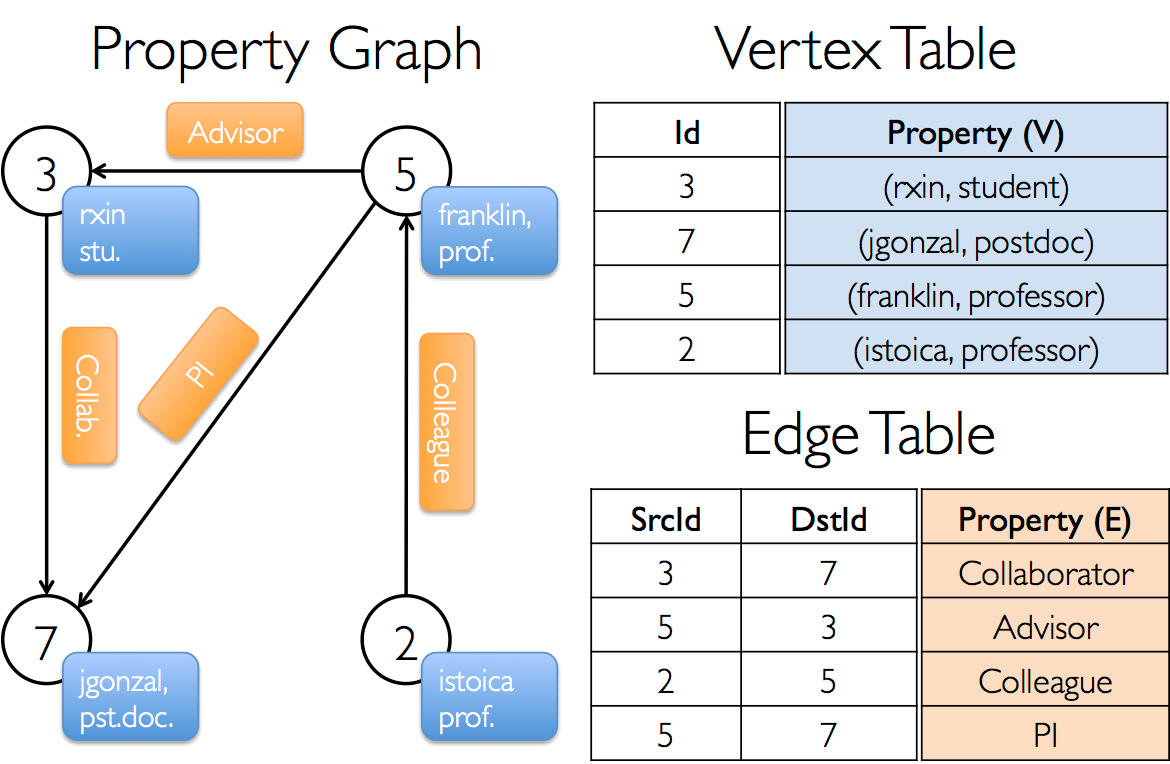 Property Graph
Advisor
3
5
rxin
stu.
franklin,
prof.
Collab.
PI
Colleague
7
2
jgonzal,
pst.doc.
istoica
prof.
Vertex Table
Id Property (V)
3 (rxin, student)
7 (jgonzal, postdoc)
5 (franklin, professor)
2 (istoica, professor)
Edge Table
SrcId DstId Property (E)
3 7 Collaborator
5 3 Advisor
2 5 Colleague
5 7 PI